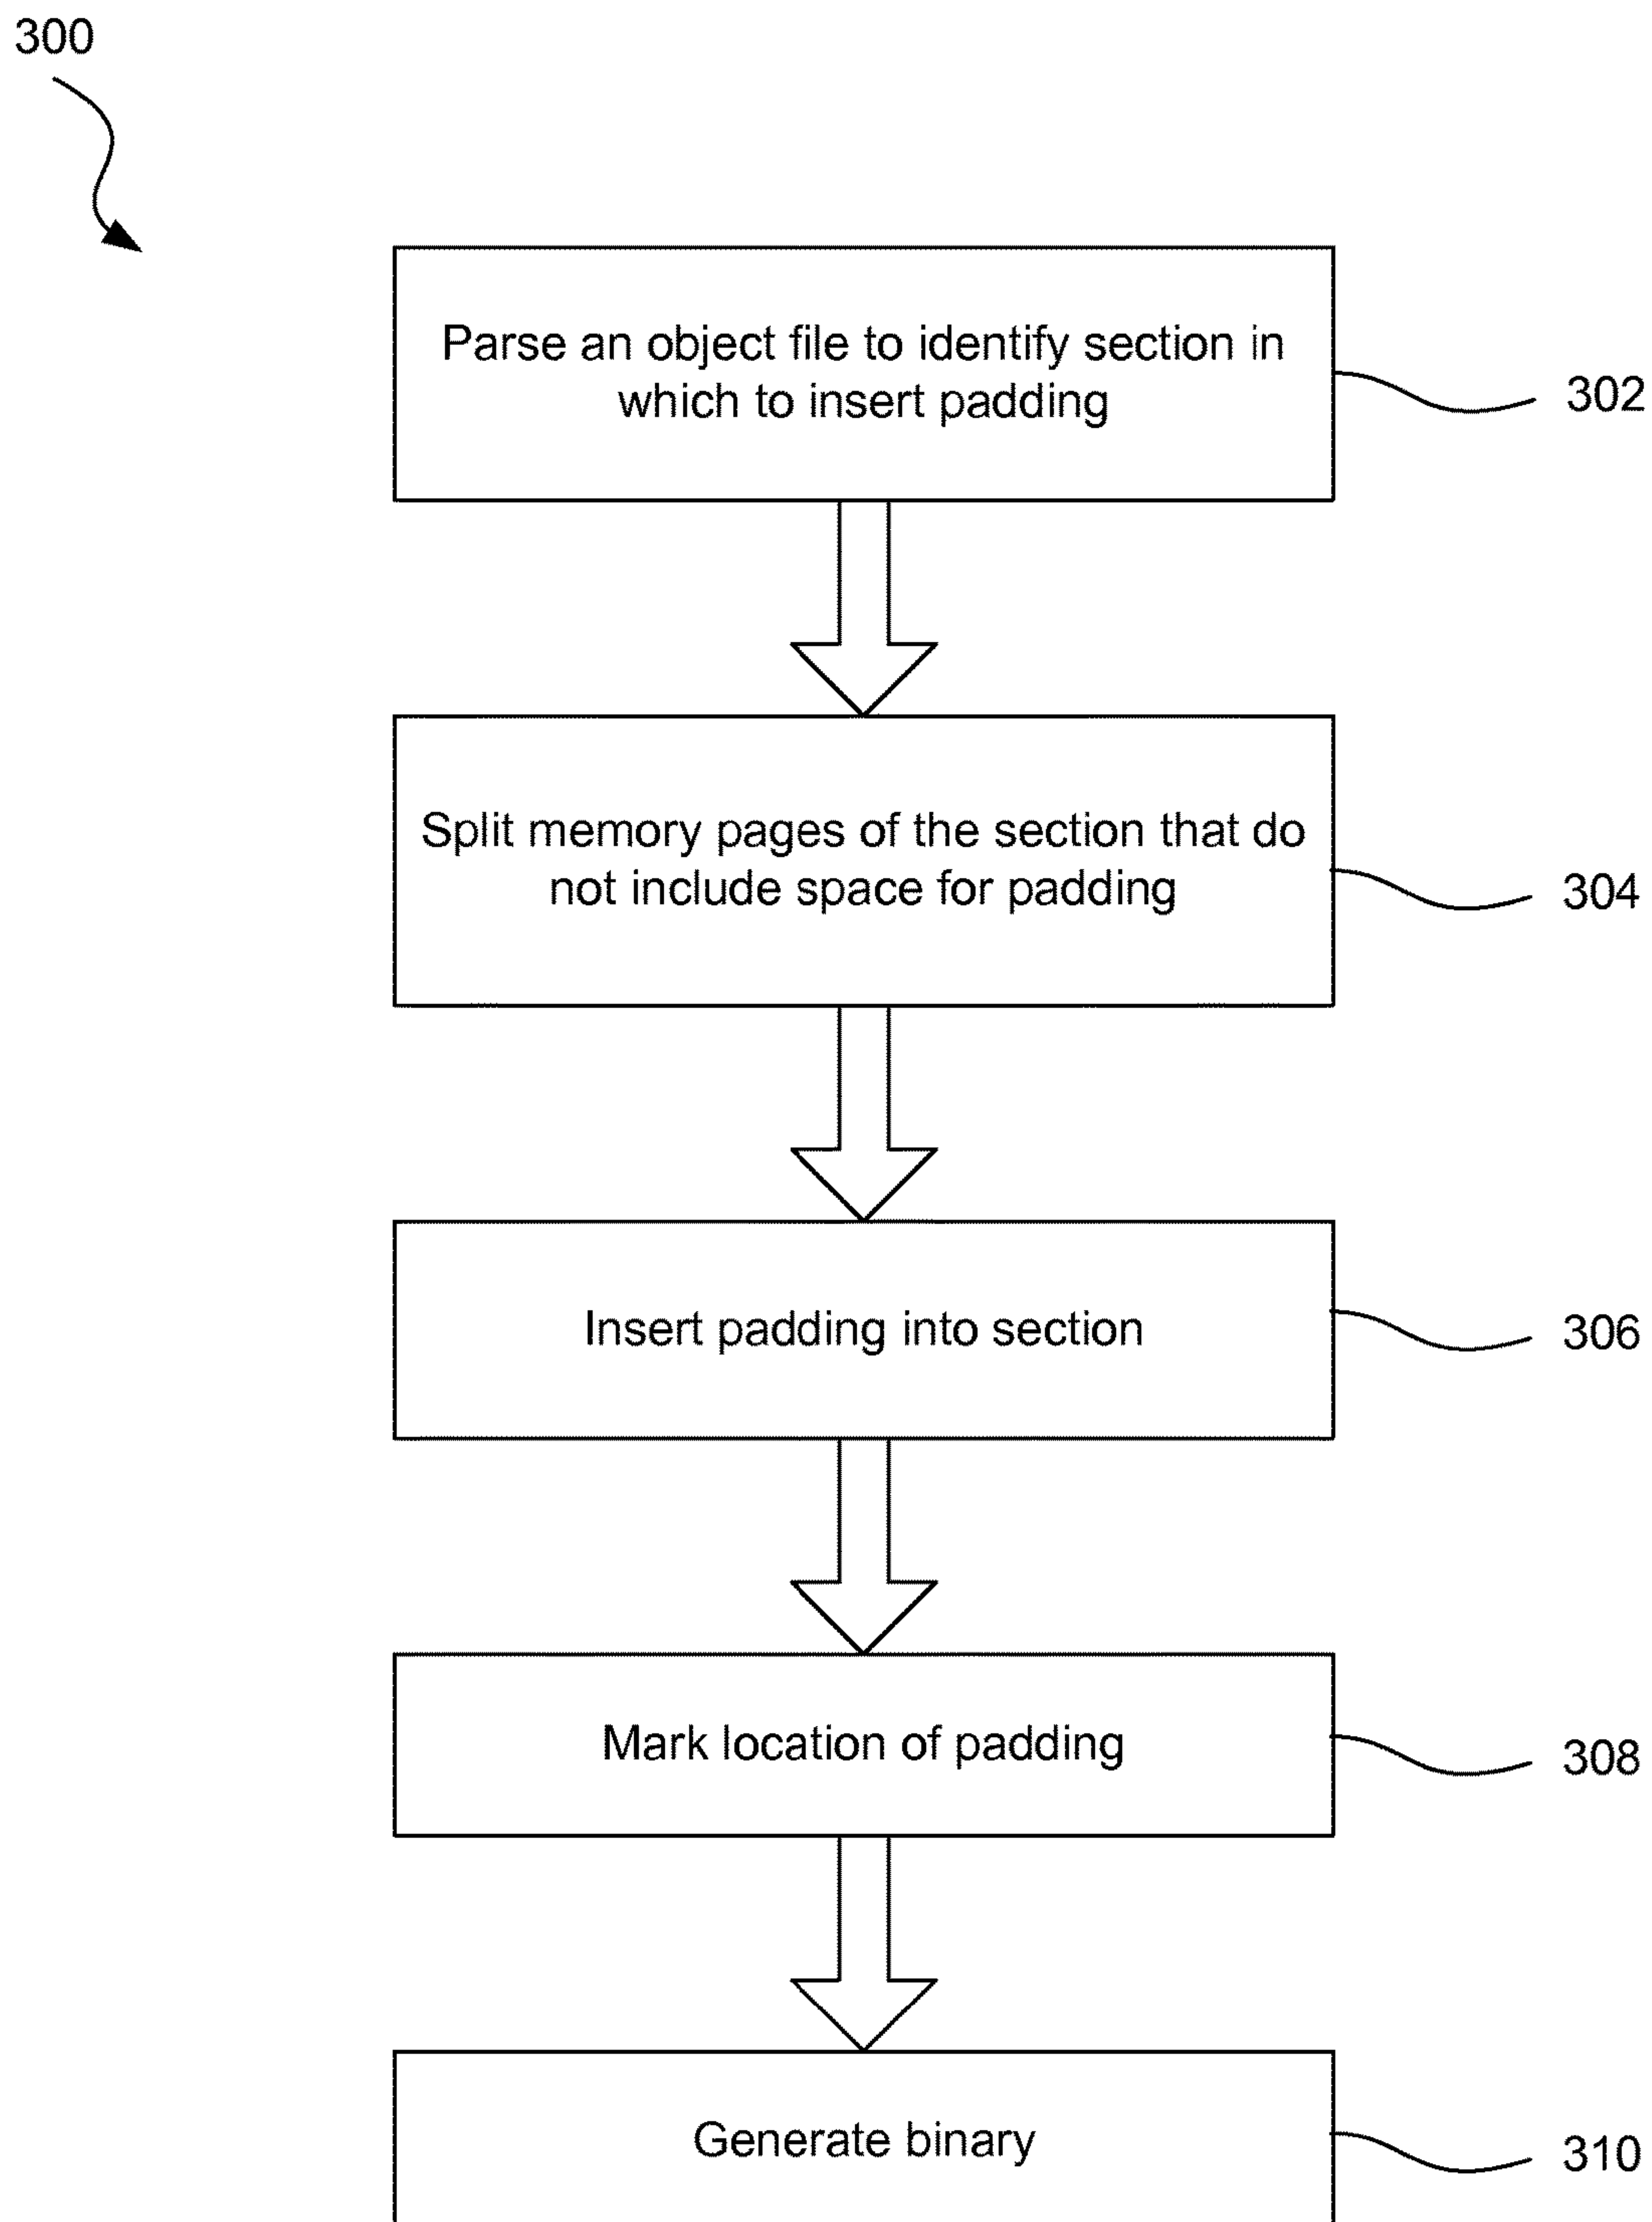 300
Parse an object file to identify section in
which to insert padding
302
Split memory pages of the section that do
not include space for padding
304
Insert padding into section
306
Mark location of padding
308
Generate binary
310